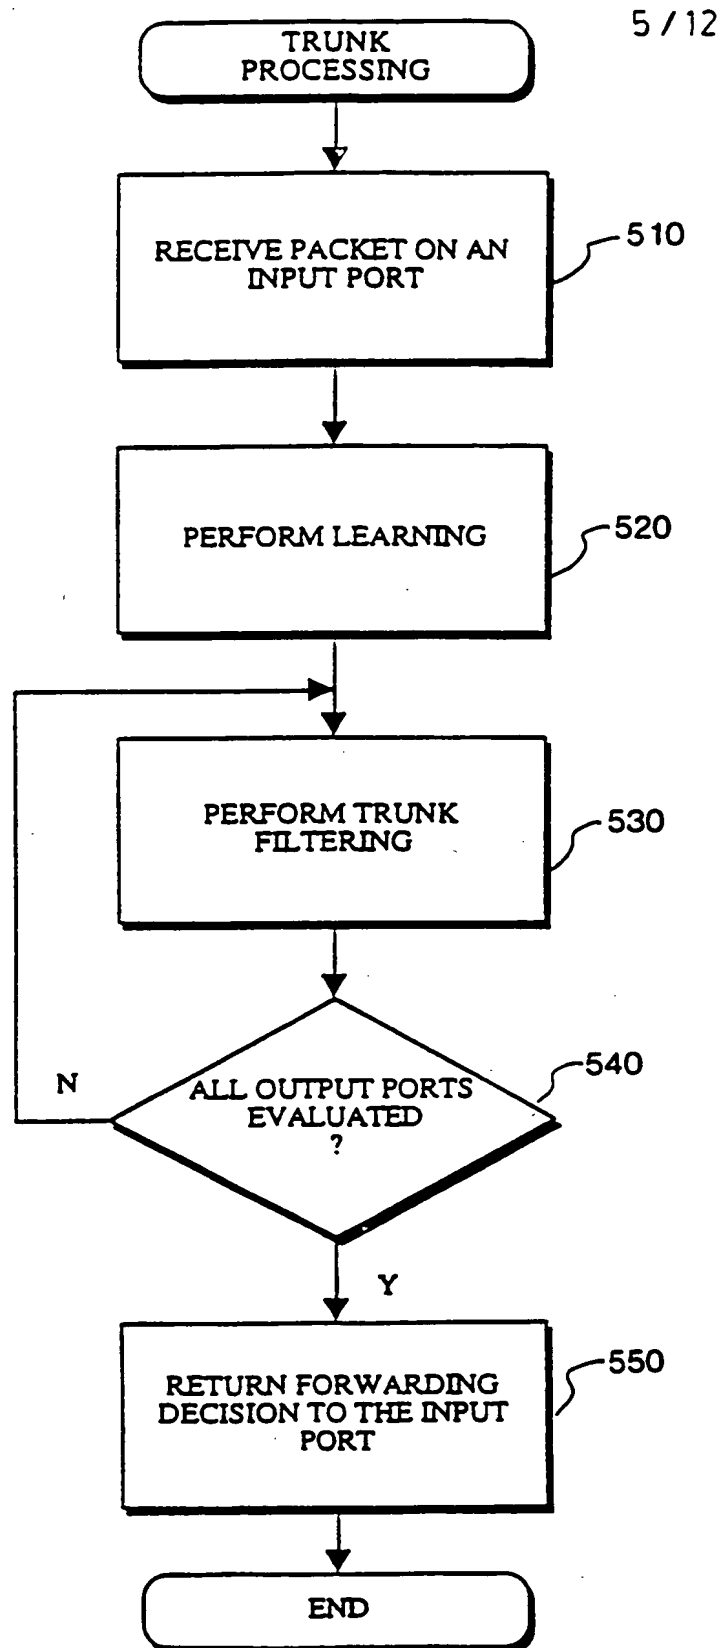 5 / 12
TRUNK
PROCESSING
RECEIVE PACKET ON AN
INPUT PORT
510
PERFORM LEARNING
520
PERFORM TRUNK
FILTERING
530
ALL OUTPUT PORTS
EVALUATED
?
540
N
Y
RETURN FORWARDING
DECISION TO THE INPUT
PORT
550
END